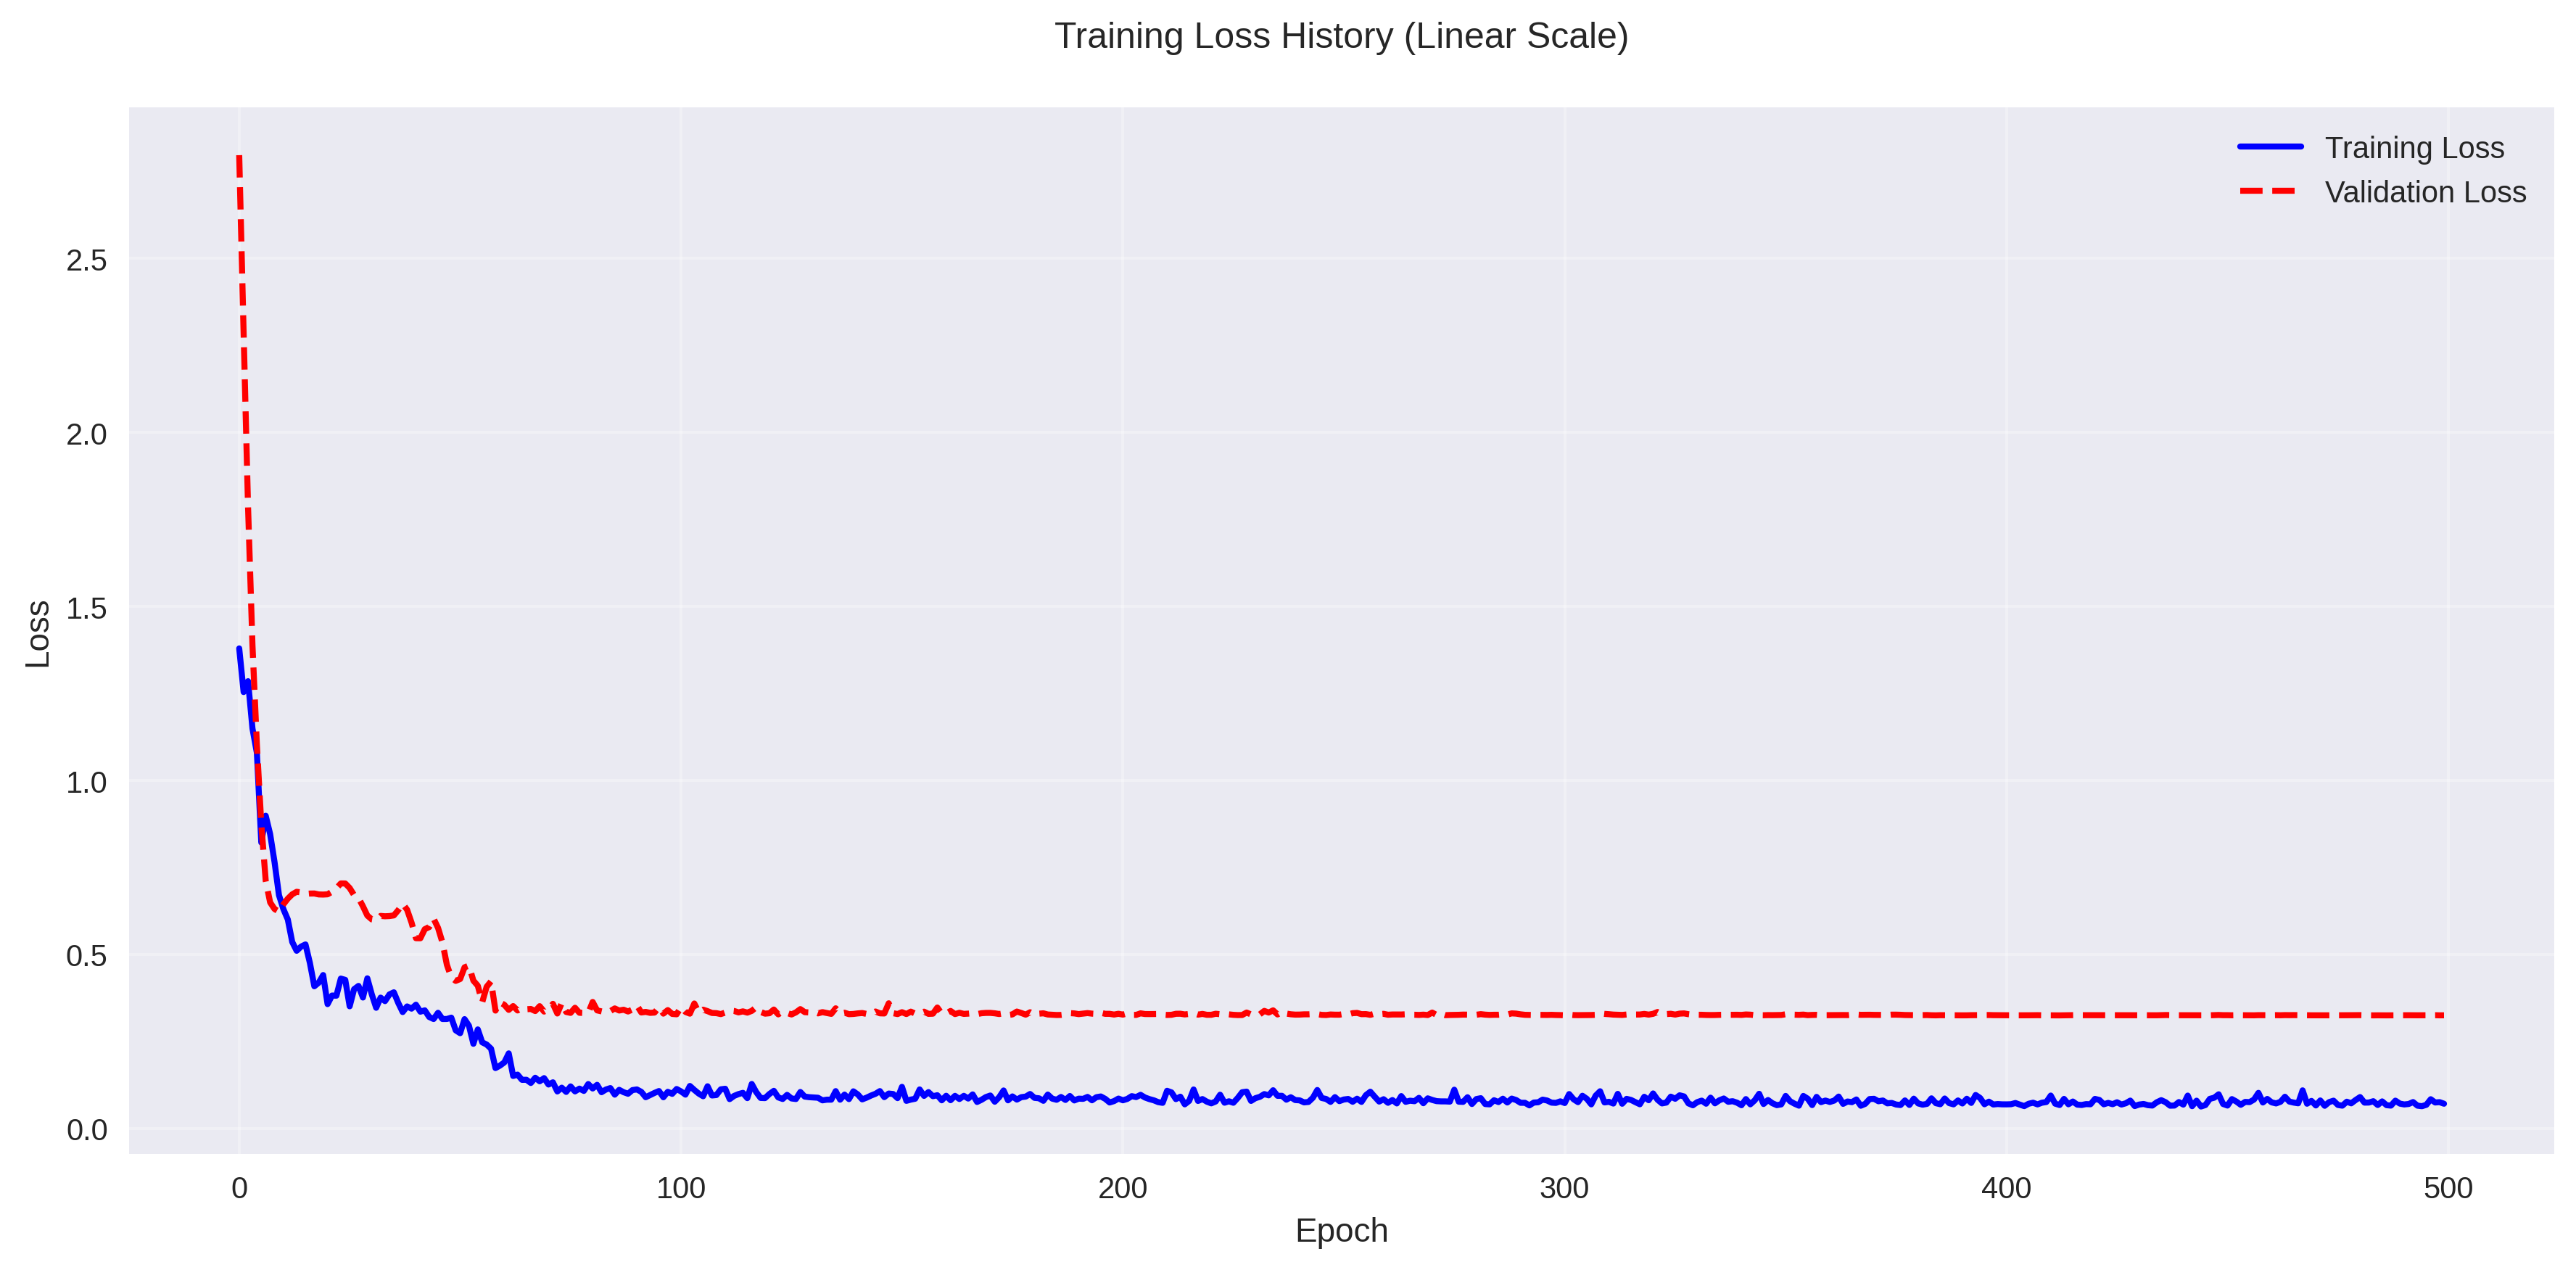 Training Loss History (Linear Scale)
Training Loss
Validation Loss
2.5
2.0
1.5
1.0
0.5
0.0
Loss
0 100 200 300 400 500
Epoch